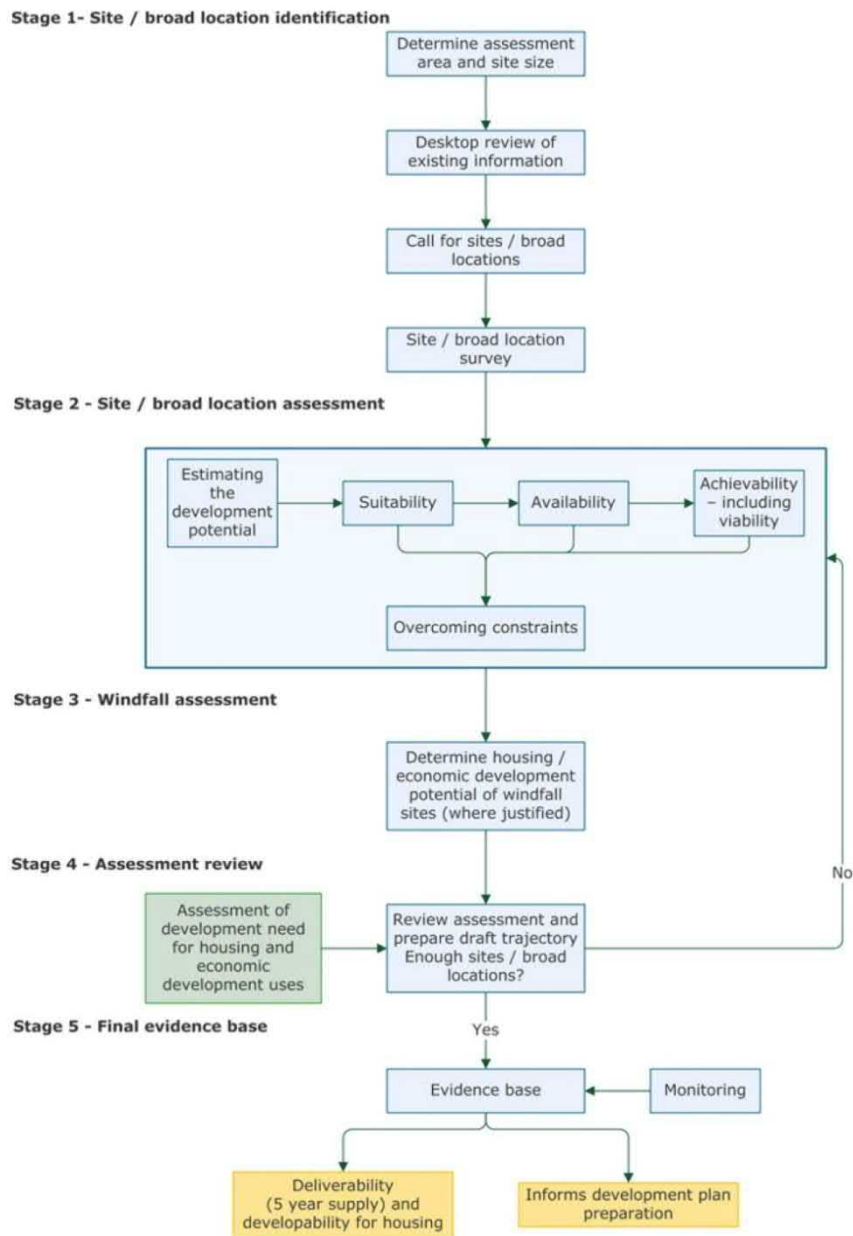 Stage 1- Site / broad location identification
Determine assessment
area and site size
Desktop review of
existing information
Call for sites / broad
locations
Site / broad location
survey
Stage 2 - Site / broad location assessment
Estimating
the
development
potential
Suitability
Availability
Achievability
– including
viability
Overcoming constraints
Stage 3 - Windfall assessment
Determine housing /
economic development
potential of windfall
sites (where justified)
Stage 4 - Assessment review
No
Assessment of
development need
for housing and
economic
development uses
Review assessment and
prepare draft trajectory
Enough sites / broad
locations?
Stage 5 - Final evidence base
Yes
Evidence base
Monitoring
Deliverability
(5 year supply) and
developability for housing
Informs development plan
preparation